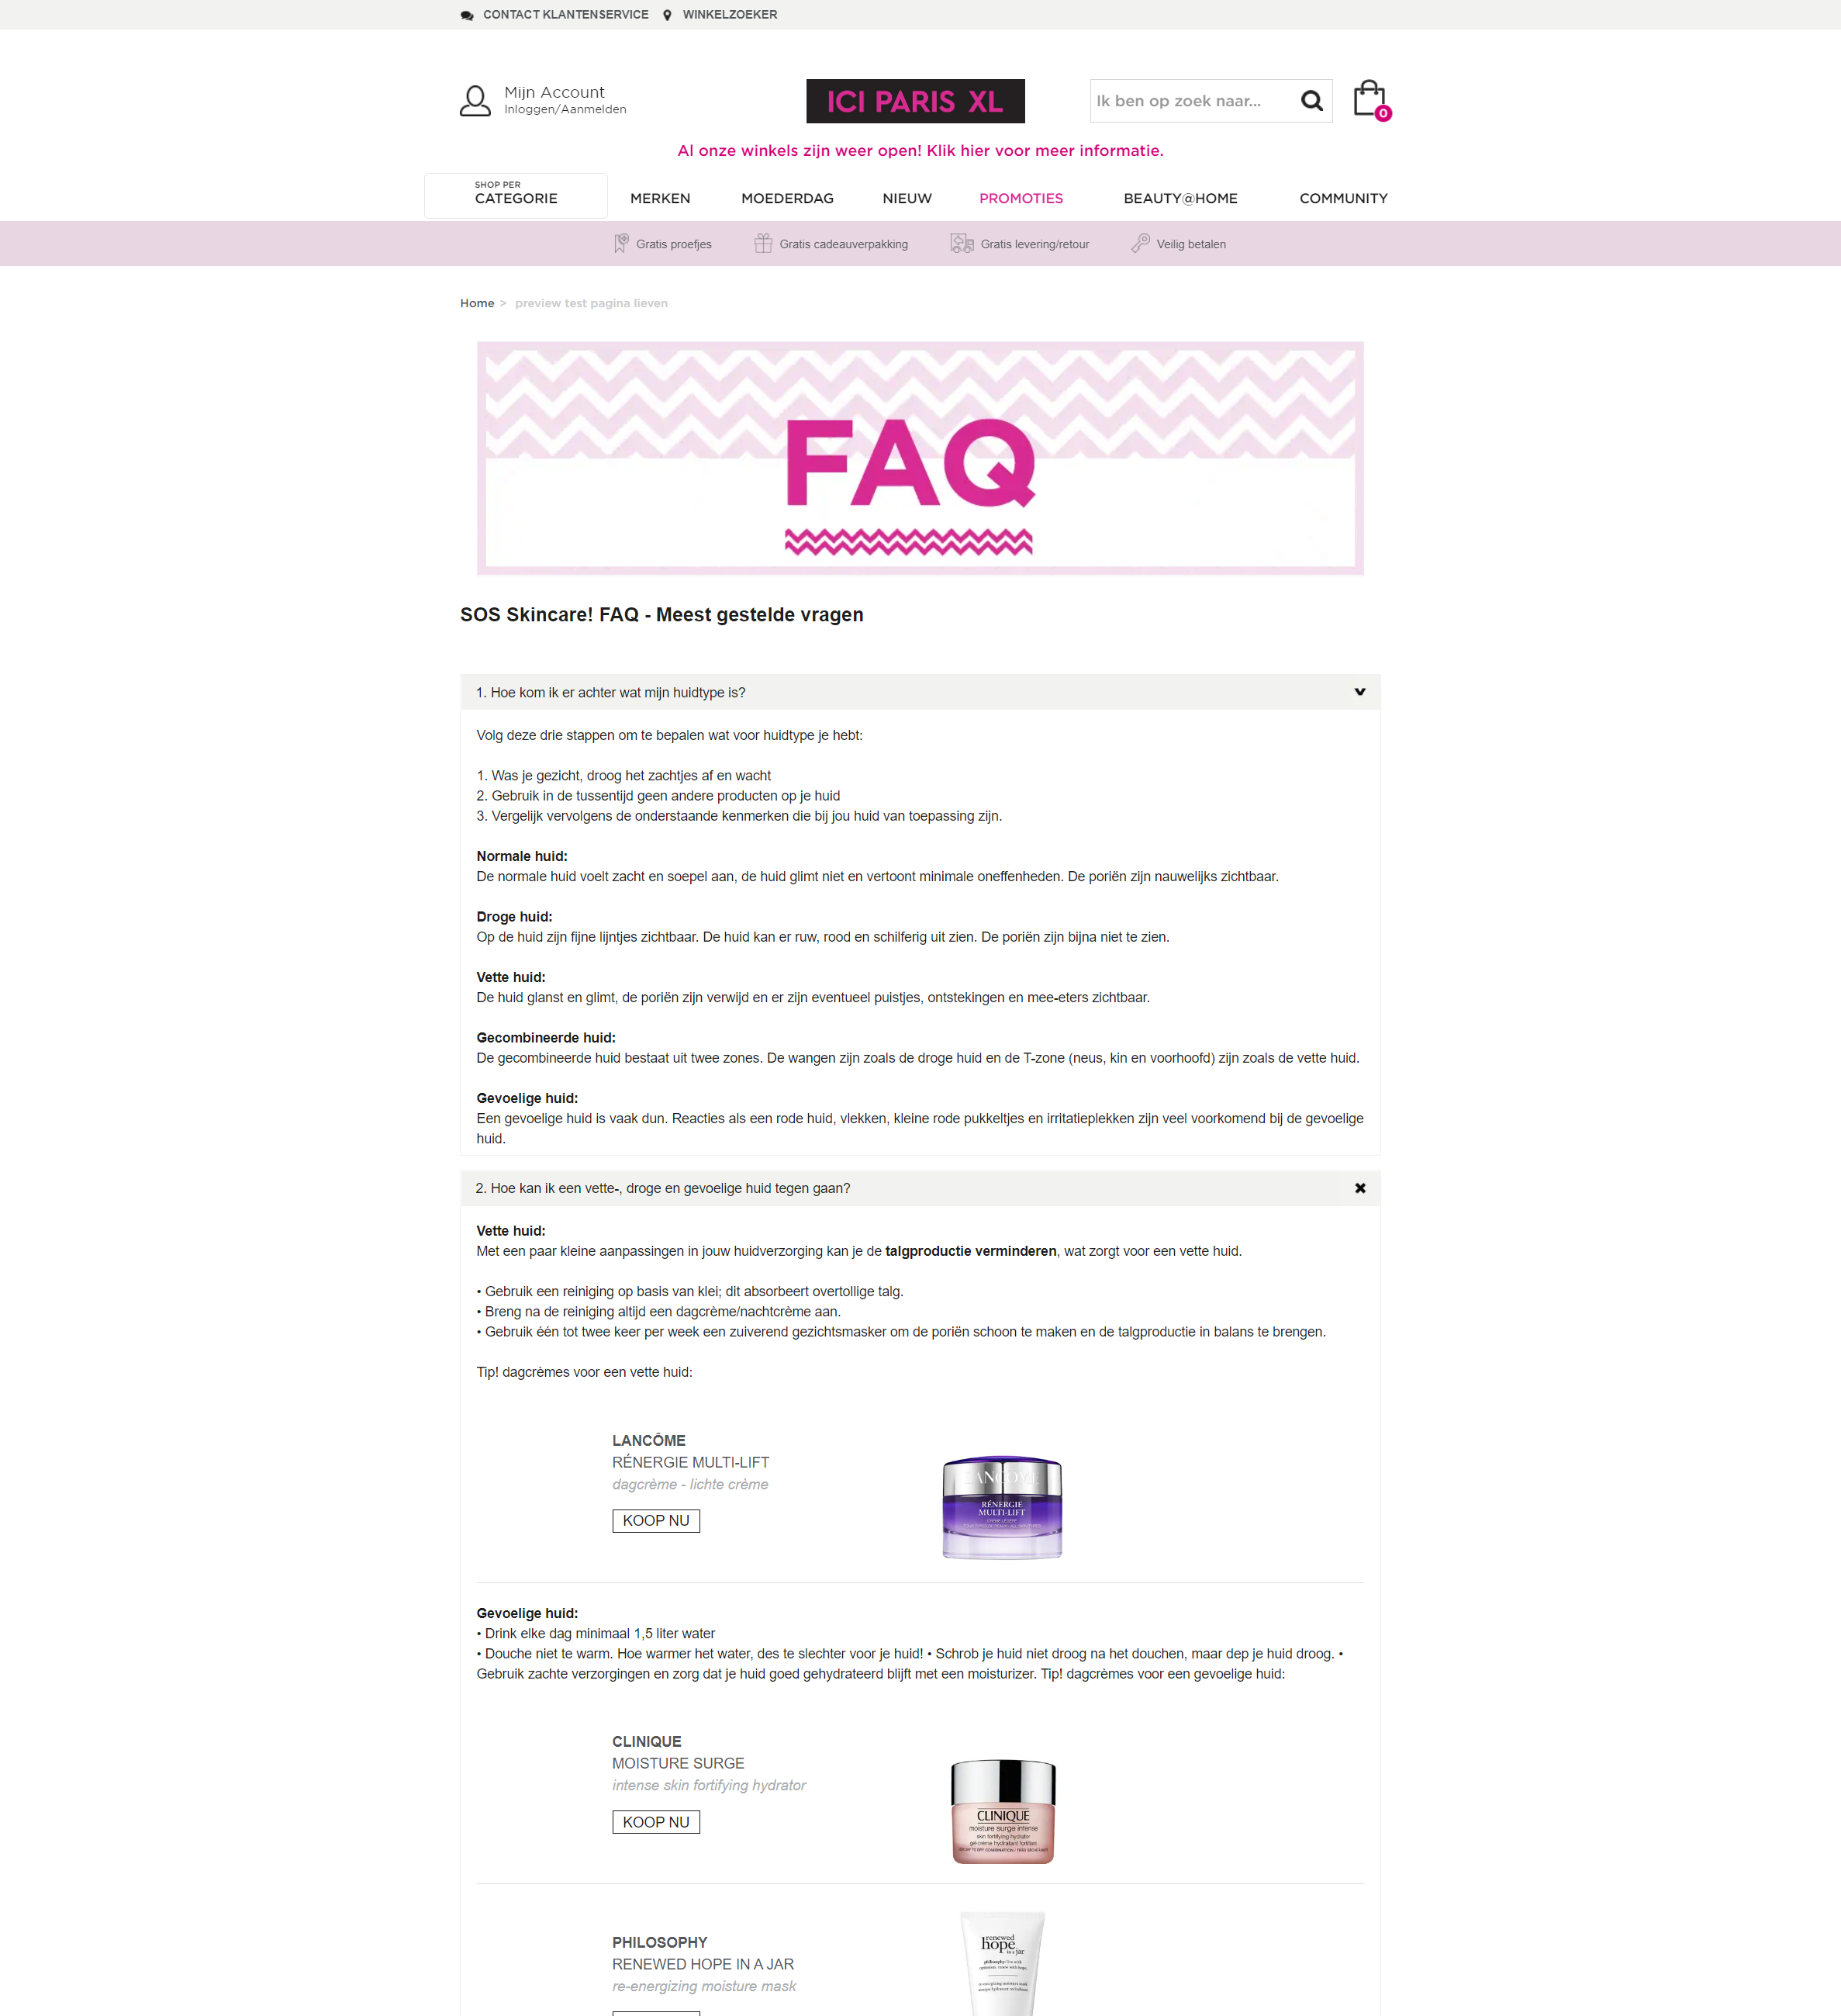 CONTACT KLANTENSERVICE
WINKELZOEKER
Mijn Account
Inloggen/Aanmelden
ICI PARIS XL
Ik ben op zoek naar...
0
Al onze winkels zijn weer open! Klik hier voor meer informatie.
SHOP PER
CATEGORIE
MERKEN
MOEDERDAG
NIEUW
PROMOTIES
BEAUTY@HOME
COMMUNITY
Gratis proefjes
Gratis cadeauverpakking
Gratis levering/retour
Veilig betalen
Home > preview test pagina lieven
FAQ
SOS Skincare! FAQ - Meest gestelde vragen
1. Hoe kom ik er achter wat mijn huidtype is?
Volg deze drie stappen om te bepalen wat voor huidtype je hebt:
1. Was je gezicht, droog het zachtjes af en wacht
2. Gebruik in de tussentijd geen andere producten op je huid
3. Vergelijk vervolgens de onderstaande kenmerken die bij jou huid van toepassing zijn.
Normale huid:
De normale huid voelt zacht en soepel aan, de huid glimt niet en vertoont minimale oneffenheden. De poriën zijn nauwelijks zichtbaar.
Droge huid:
Op de huid zijn fijne lijntjes zichtbaar. De huid kan er ruw, rood en schilferig uit zien. De poriën zijn bijna niet te zien.
Vette huid:
De huid glanst en glimt, de poriën zijn verwijd en er zijn eventueel puistjes, ontstekingen en mee-eters zichtbaar.
Gecombineerde huid:
De gecombineerde huid bestaat uit twee zones. De wangen zijn zoals de droge huid en de T-zone (neus, kin en voorhoofd) zijn zoals de vette huid.
Gevoelige huid:
Een gevoelige huid is vaak dun. Reacties als een rode huid, vlekken, kleine rode pukkeltjes en irritatieplekken zijn veel voorkomend bij de gevoelige
huid.
2. Hoe kan ik een vette-, droge en gevoelige huid tegen gaan?
Vette huid:
Met een paar kleine aanpassingen in jouw huidverzorging kan je de talgproductie verminderen, wat zorgt voor een vette huid.
• Gebruik een reiniging op basis van klei; dit absorbeert overtollige talg.
• Breng na de reiniging altijd een dagcrème/nachtcrème aan.
• Gebruik één tot twee keer per week een zuiverend gezichtsmasker om de poriën schoon te maken en de talgproductie in balans te brengen.
Tip! dagcrèmes voor een vette huid:
LANCÔME
RÉNERGIE MULTI-LIFT
dagcrème - lichte crème
KOOP NU
RÉNERGIE
MULTI-LIFT
Gevoelige huid:
• Drink elke dag minimaal 1,5 liter water
• Douche niet te warm. Hoe warmer het water, des te slechter voor je huid! • Schrob je huid niet droog na het douchen, maar dep je huid droog. •
Gebruik zachte verzorgingen en zorg dat je huid goed gehydrateerd blijft met een moisturizer. Tip! dagcrèmes voor een gevoelige huid:
CLINIQUE
MOISTURE SURGE
intense skin fortifying hydrator
KOOP NU
CLINIQUE
moisture surge intense
skin fortifying hydrator
gel-crème hydratant fortifiant
PHILOSOPHY
RENEWED HOPE IN A JAR
re-energizing moisture mask
renewed
hope
in a jar